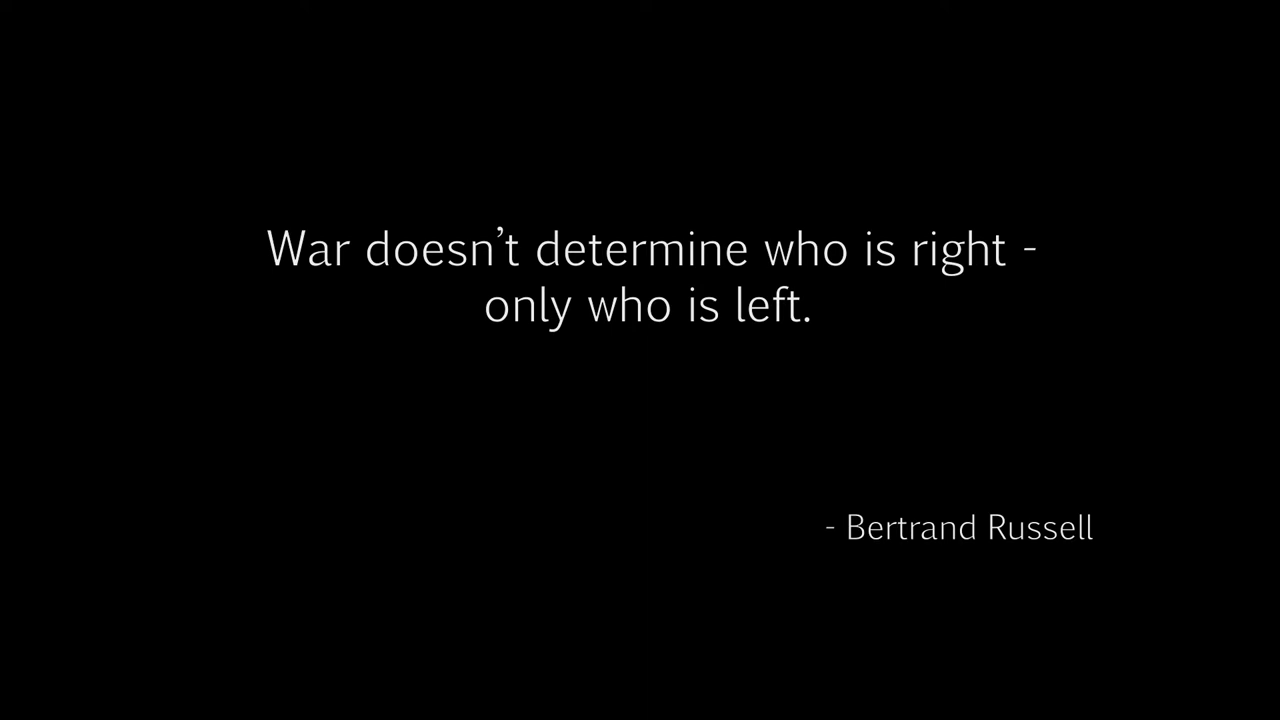 War doesn’t determine who is right -
only who is left.
- Bertrand Russell